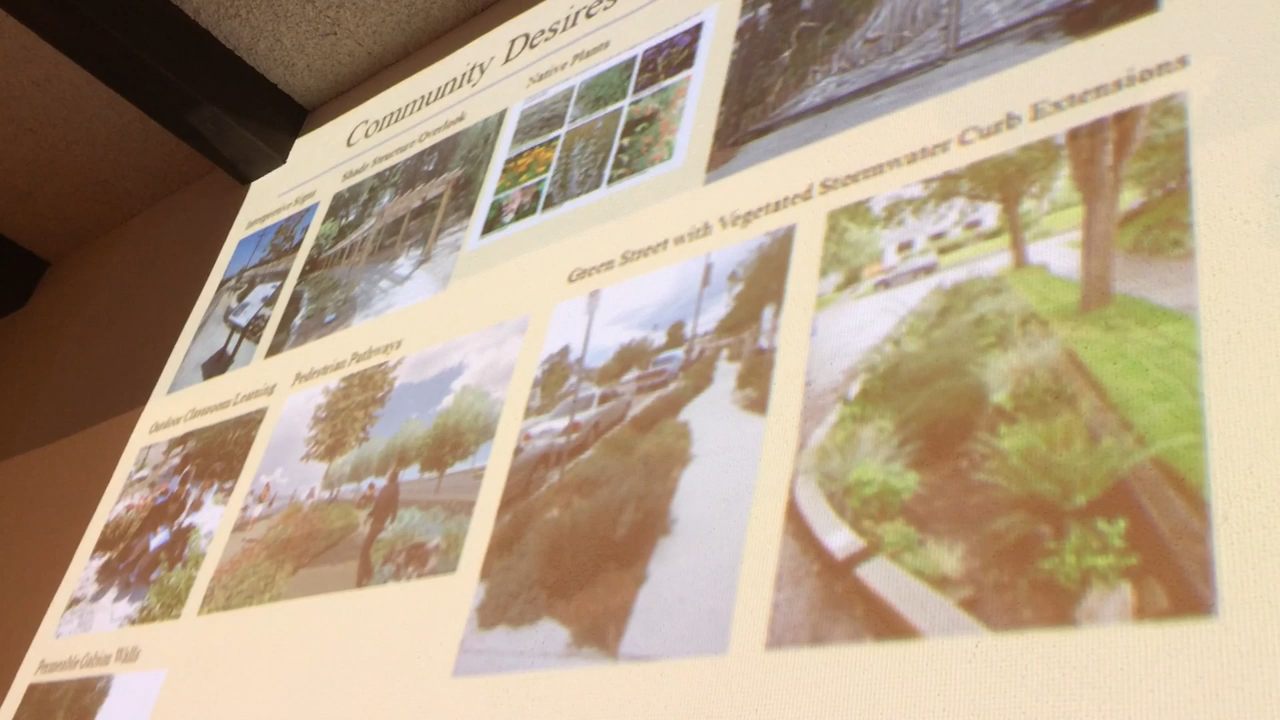 Community Desires
Interpretive Signs
Shade Structure/Overlook
Native Plants
Outdoor Classroom Learning
Pedestrian Pathways
Green Street with Vegetated Stormwater Curb Extensions
Permeable Gabion Walls